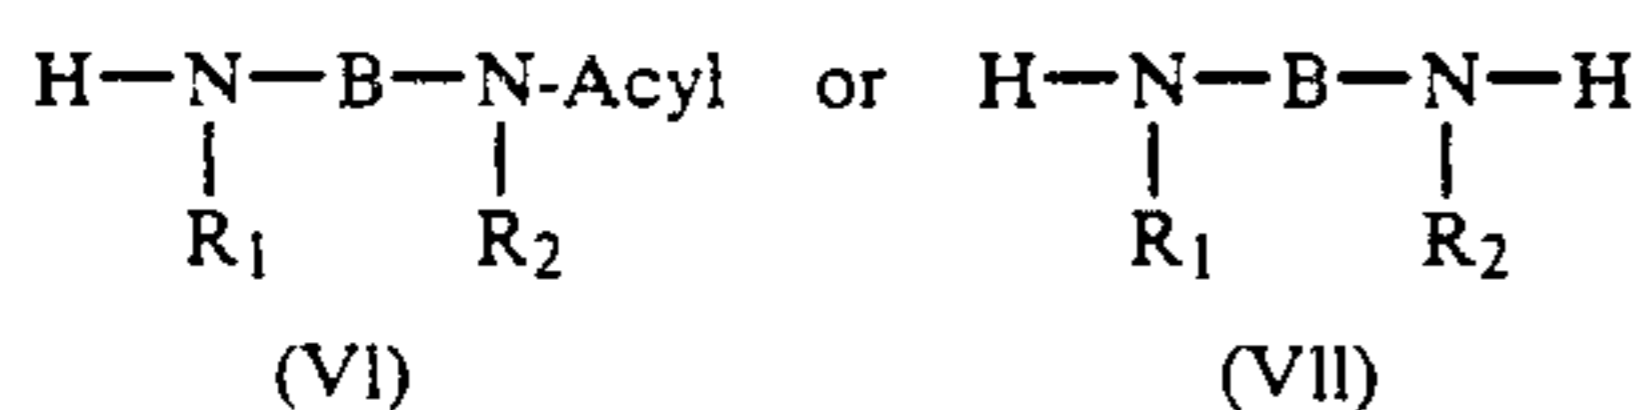 H—N—B—N-Acyl or H—N—B—N—H
R1 R2 R1 R2
(VI) (VII)